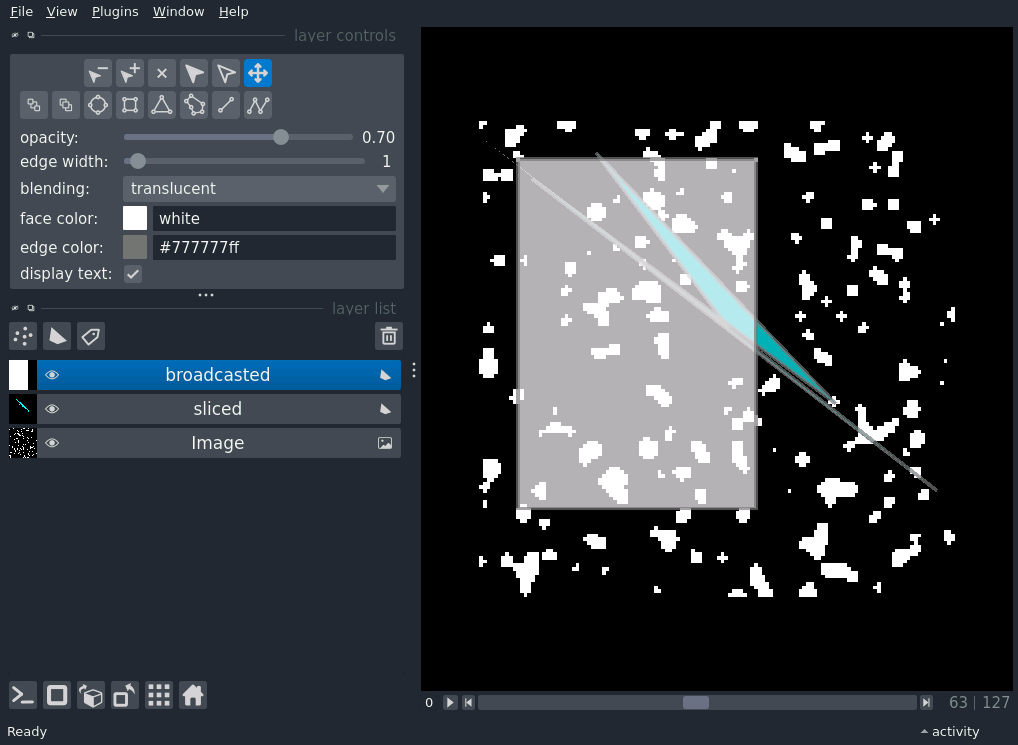 File View Plugins Window Help
layer controls
opacity: 0.70
edge width: 1
blending: translucent
face color: white
edge color: #777777ff
display text:
layer list
broadcasted
sliced
Image
0 63 | 127
Ready activity